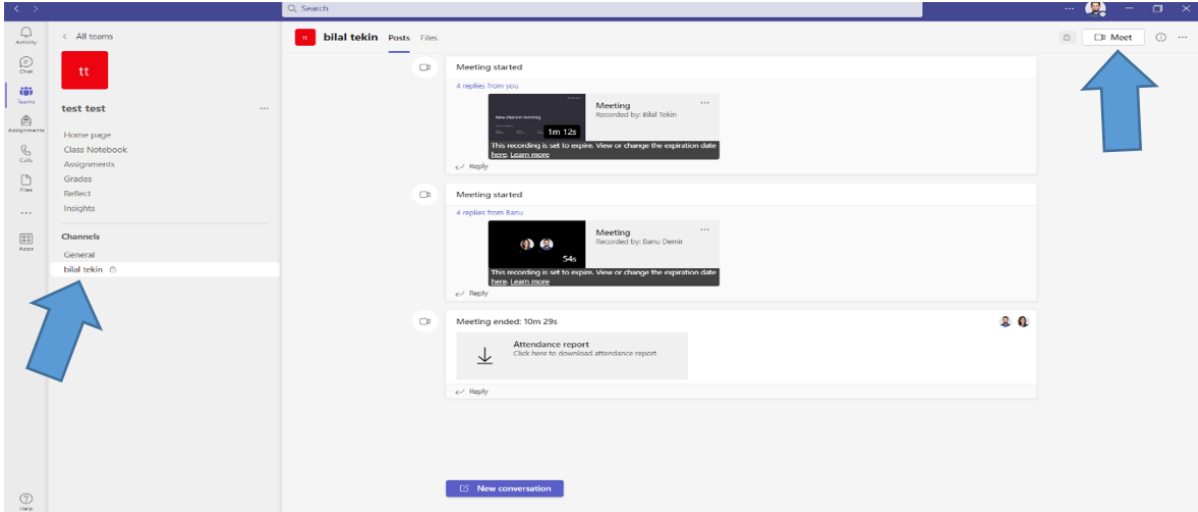 Search
Activity
Chat
Teams
Assignments
Calls
Files
Apps
Help
All teams
tt
test test
Home page
Class Notebook
Assignments
Grades
Reflect
Insights
Channels
General
bilal tekin
tt bilal tekin Posts Files
Meet
Meeting started
4 replies from you
New channel meeting
1m 12s
Meeting
Recorded by: Bilal Tekin
This recording is set to expire. View or change the expiration date
here. Learn more
Reply
Meeting started
4 replies from Banu
54s
Meeting
Recorded by: Banu Demir
This recording is set to expire. View or change the expiration date
here. Learn more
Reply
Meeting ended: 10m 29s
Attendance report
Click here to download attendance report
Reply
New conversation